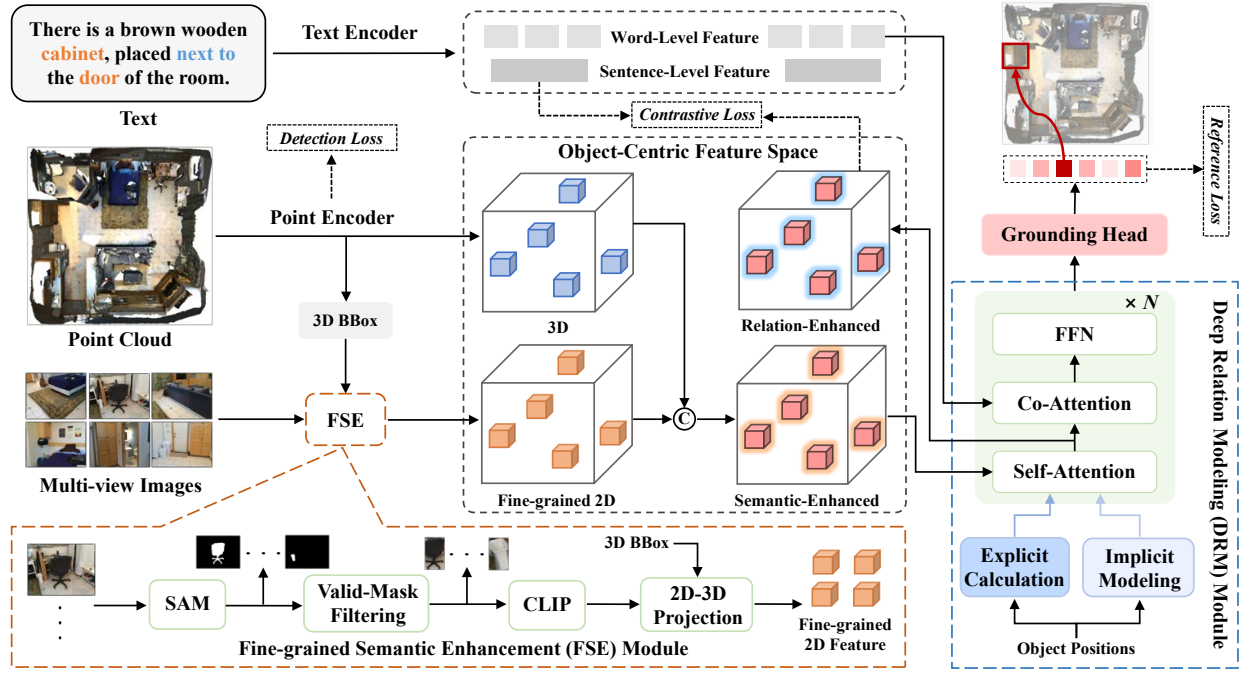 There is a brown wooden
cabinet, placed next to
the door of the room.
Text
Text Encoder
Word-Level Feature
Sentence-Level Feature
Contrastive Loss
Detection Loss
Point Encoder
Point Cloud
3D BBox
Multi-view Images
FSE
Object-Centric Feature Space
3D
Relation-Enhanced
Fine-grained 2D
C
Semantic-Enhanced
Reference Loss
Grounding Head
× N
FFN
Co-Attention
Self-Attention
Explicit
Calculation
Implicit
Modeling
Object Positions
Deep Relation Modeling (DRM) Module
SAM
Valid-Mask
Filtering
CLIP
3D BBox
2D-3D
Projection
Fine-grained
2D Feature
Fine-grained Semantic Enhancement (FSE) Module